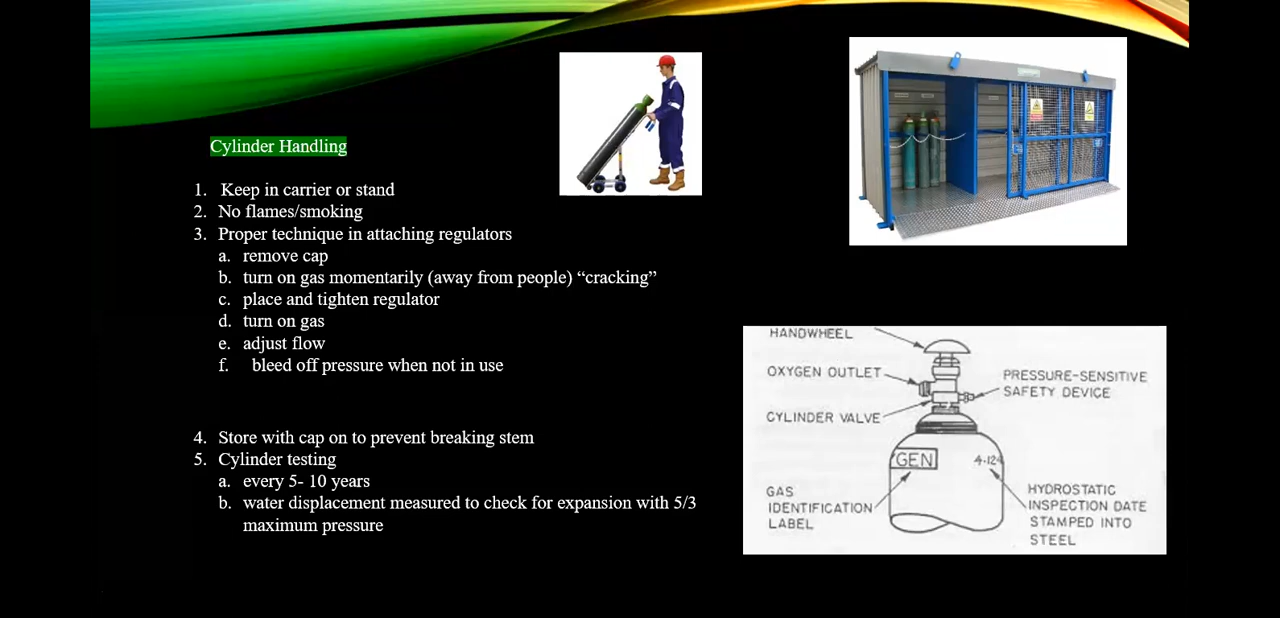 Cylinder Handling
1. Keep in carrier or stand
2. No flames/smoking
3. Proper technique in attaching regulators
a. remove cap
b. turn on gas momentarily (away from people) “cracking”
c. place and tighten regulator
d. turn on gas
e. adjust flow
f. bleed off pressure when not in use
4. Store with cap on to prevent breaking stem
5. Cylinder testing
a. every 5- 10 years
b. water displacement measured to check for expansion with 5/3
maximum pressure
HANDWHEEL
OXYGEN OUTLET
CYLINDER VALVE
PRESSURE-SENSITIVE
SAFETY DEVICE
GEN
4-124
GAS
IDENTIFICATION
LABEL
HYDROSTATIC
INSPECTION DATE
STAMPED INTO
STEEL